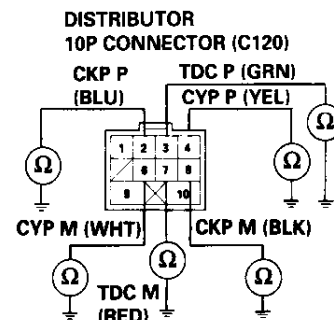 DISTRIBUTOR
10P CONNECTOR (C120)
CKP P
(BLU)
TDC P (GRN)
CYP P (YEL)
1 2 3 4
6 7 8
9 10
Ω
Ω
Ω
CYP M (WHT)
CKP M (BLK)
Ω
Ω
Ω
TDC M
(RED)